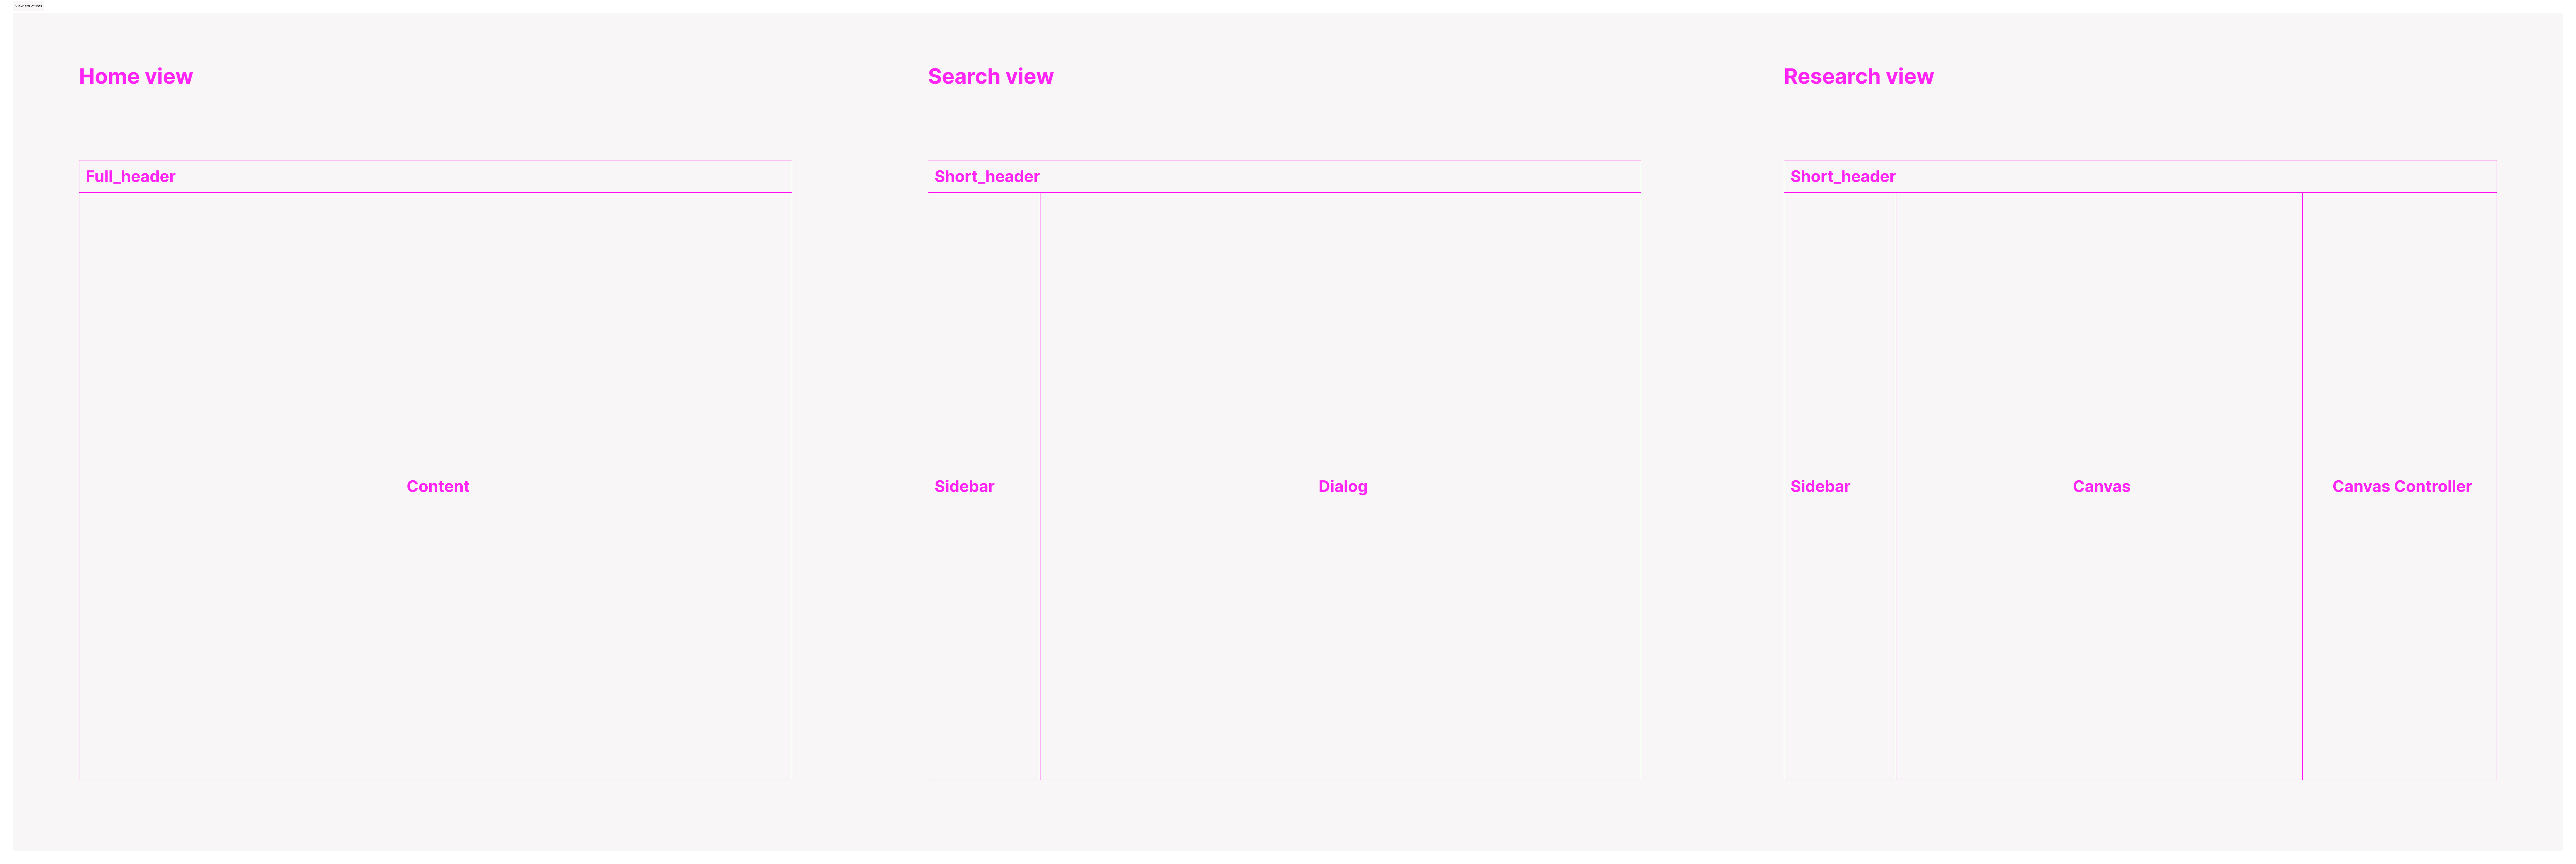 View structures
Home view
Full_header
Content
Search view
Short_header
Sidebar
Dialog
Research view
Short_header
Sidebar
Canvas
Canvas Controller